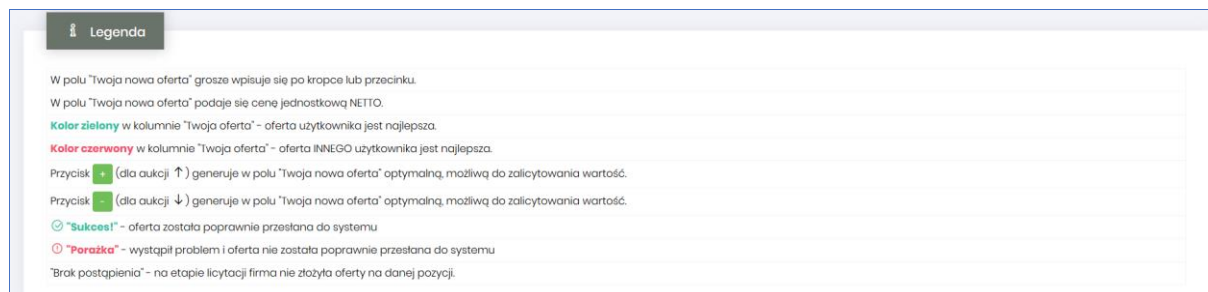 Legenda
W polu "Twoja nowa oferta" grosze wpisuje się po kropce lub przecinku.
W polu "Twoja nowa oferta" podaje się cenę jednostkową NETTO.
Kolor zielony w kolumnie "Twoja oferta" - oferta użytkownika jest najlepsza.
Kolor czerwony w kolumnie "Twoja oferta" - oferta INNEGO użytkownika jest najlepsza.
Przycisk + (dla aukcji ↑) generuje w polu "Twoja nowa oferta" optymalną, możliwą do zalicytowania wartość.
Przycisk - (dla aukcji ↓) generuje w polu "Twoja nowa oferta" optymalną, możliwą do zalicytowania wartość.
"Sukces!" - oferta została poprawnie przesłana do systemu
"Porażka" - wystąpił problem i oferta nie została poprawnie przesłana do systemu
"Brak postąpienia" - na etapie licytacji firma nie złożyła oferty na danej pozycji.